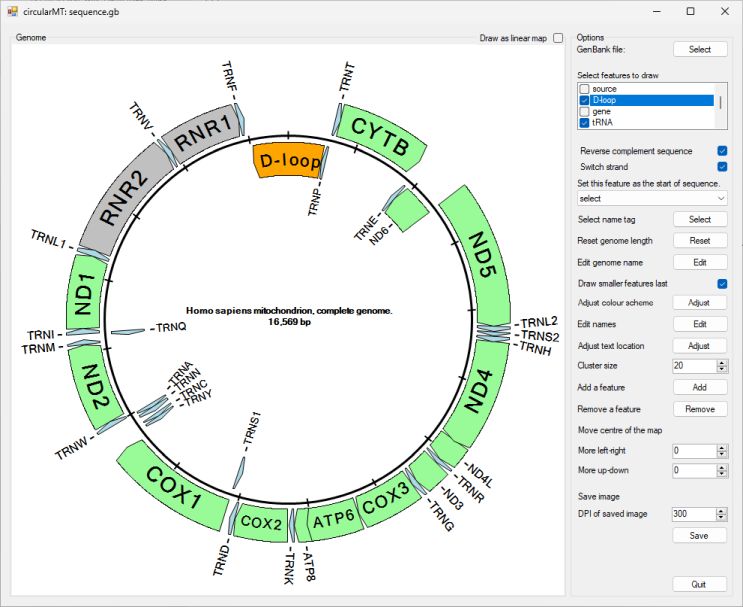 circularMT: sequence.gb
Genome
Draw as linear map
TRNF
TRNT
TRNV
RNR1
CYTB
D-loop
TRNP
RNR2
TRNE
ND6
TRNL1
ND5
ND1
Homo sapiens mitochondrion, complete genome.
16,569 bp
TRNL2
TRNS2
TRNH
TRNI
TRNQ
TRNM
ND2
TRNA
TRNN
TRNC
TRNY
ND4
TRNW
TRNS1
COX1
ND4L
TRNR
ND3
TRNG
COX3
COX2
ATP6
TRND
TRNK
ATP8
Options
GenBank file:
Select
Select features to draw
source
D-loop
gene
tRNA
Reverse complement sequence
Switch strand
Set this feature as the start of sequence.
select
Select name tag
Select
Reset genome length
Reset
Edit genome name
Edit
Draw smaller features last
Adjust colour scheme
Adjust
Edit names
Edit
Adjust text location
Adjust
Cluster size
20
Add a feature
Add
Remove a feature
Remove
Move centre of the map
More left-right
0
More up-down
0
Save image
DPI of saved image
300
Save
Quit